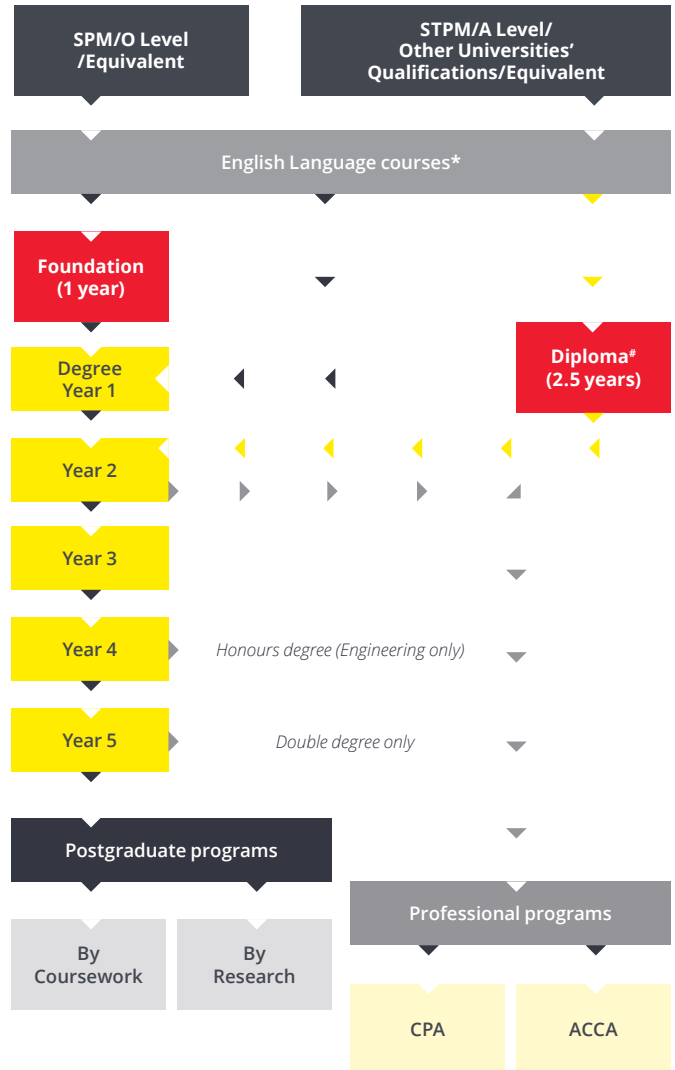 SPM/O Level
/Equivalent
STPM/A Level/
Other Universities’
Qualifications/Equivalent
English Language courses*
Foundation
(1 year)
Degree
Year 1
Diploma#
(2.5 years)
Year 2
Year 3
Year 4
Honours degree (Engineering only)
Year 5
Double degree only
Postgraduate programs
Professional programs
By
Coursework
By
Research
CPA
ACCA